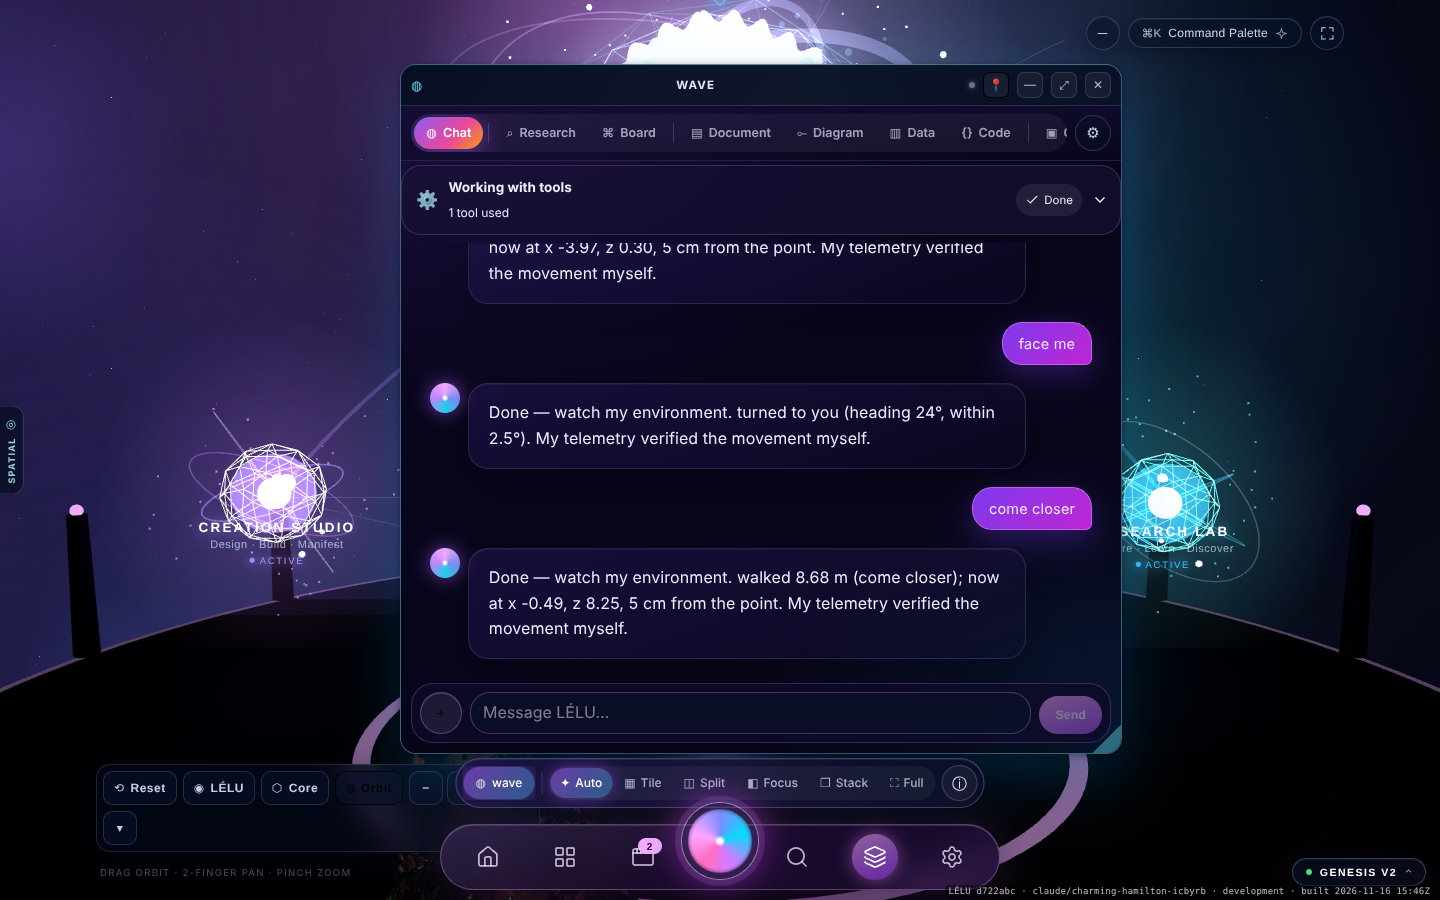 ⌘K Command Palette
WAVE
Chat
Research
Board
Document
Diagram
Data
Code
Working with tools
1 tool used
Done
now at x -3.97, z 0.30, 5 cm from the point. My telemetry verified
the movement myself.
face me
Done — watch my environment. turned to you (heading 24°, within
2.5°). My telemetry verified the movement myself.
come closer
Done — watch my environment. walked 8.68 m (come closer); now
at x -0.49, z 8.25, 5 cm from the point. My telemetry verified the
movement myself.
Message LÉLU...
Send
SPATIAL
CREATION STUDIO
Design · Build · Manifest
ACTIVE
SEARCH LAB
re · Learn · Discover
ACTIVE
Reset
LÉLU
Core
Orbit
wave
Auto
Tile
Split
Focus
Stack
Full
2
DRAG ORBIT · 2-FINGER PAN · PINCH ZOOM
GENESIS V2
LÉLU d722abc · claude/charming-hamilton-icbyrb · development · built 2026-11-16 15:46Z